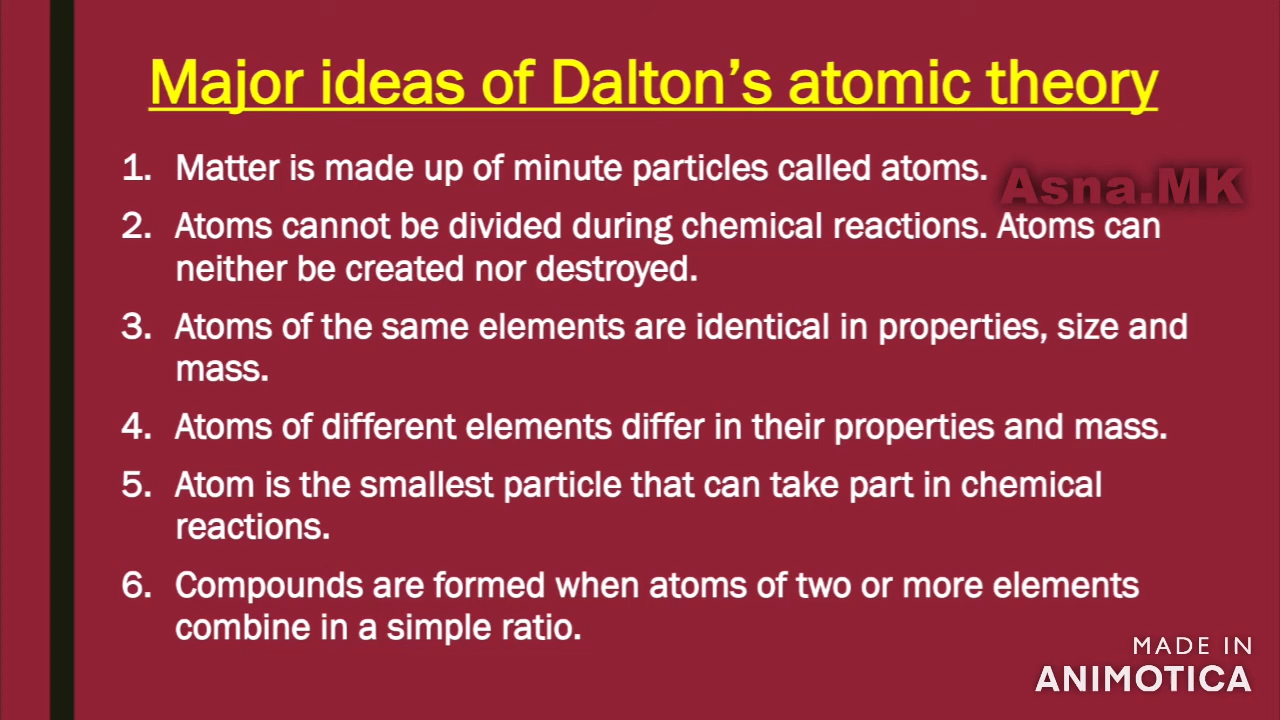 Major ideas of Dalton’s atomic theory
1. Matter is made up of minute particles called atoms.
Asna.MK
2. Atoms cannot be divided during chemical reactions. Atoms can
neither be created nor destroyed.
3. Atoms of the same elements are identical in properties, size and
mass.
4. Atoms of different elements differ in their properties and mass.
5. Atom is the smallest particle that can take part in chemical
reactions.
6. Compounds are formed when atoms of two or more elements
combine in a simple ratio.
MADE IN
ANIMOTICA